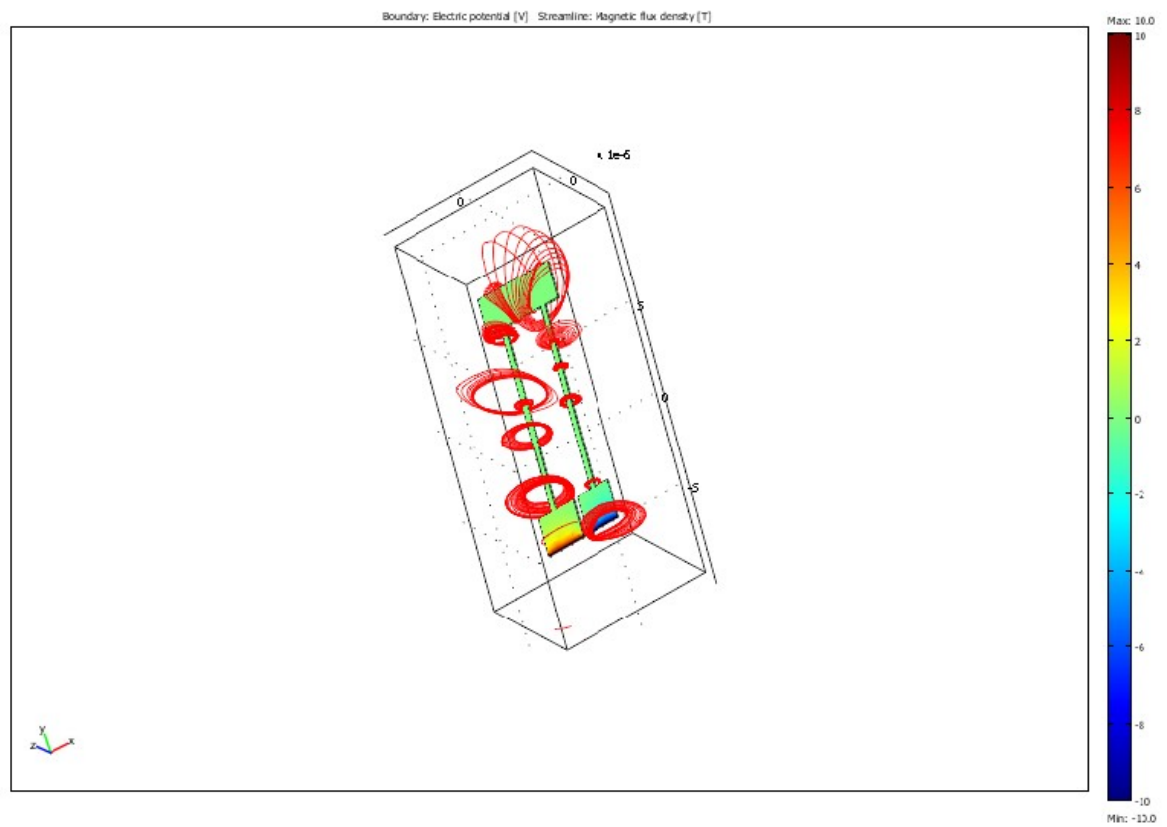 Boundary: Electric potential [V]   Streamline: Magnetic flux density [T]
Max: 10.0
10
8
6
4
2
0
-2
-4
-6
-8
-10
Min: -10.0
x 1e-6
0
0
5
0
-5
y
z
x